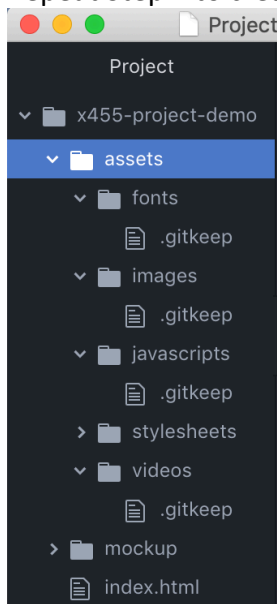 Project
Project
x455-project-demo
assets
fonts
.gitkeep
images
.gitkeep
javascripts
.gitkeep
stylesheets
videos
.gitkeep
mockup
index.html